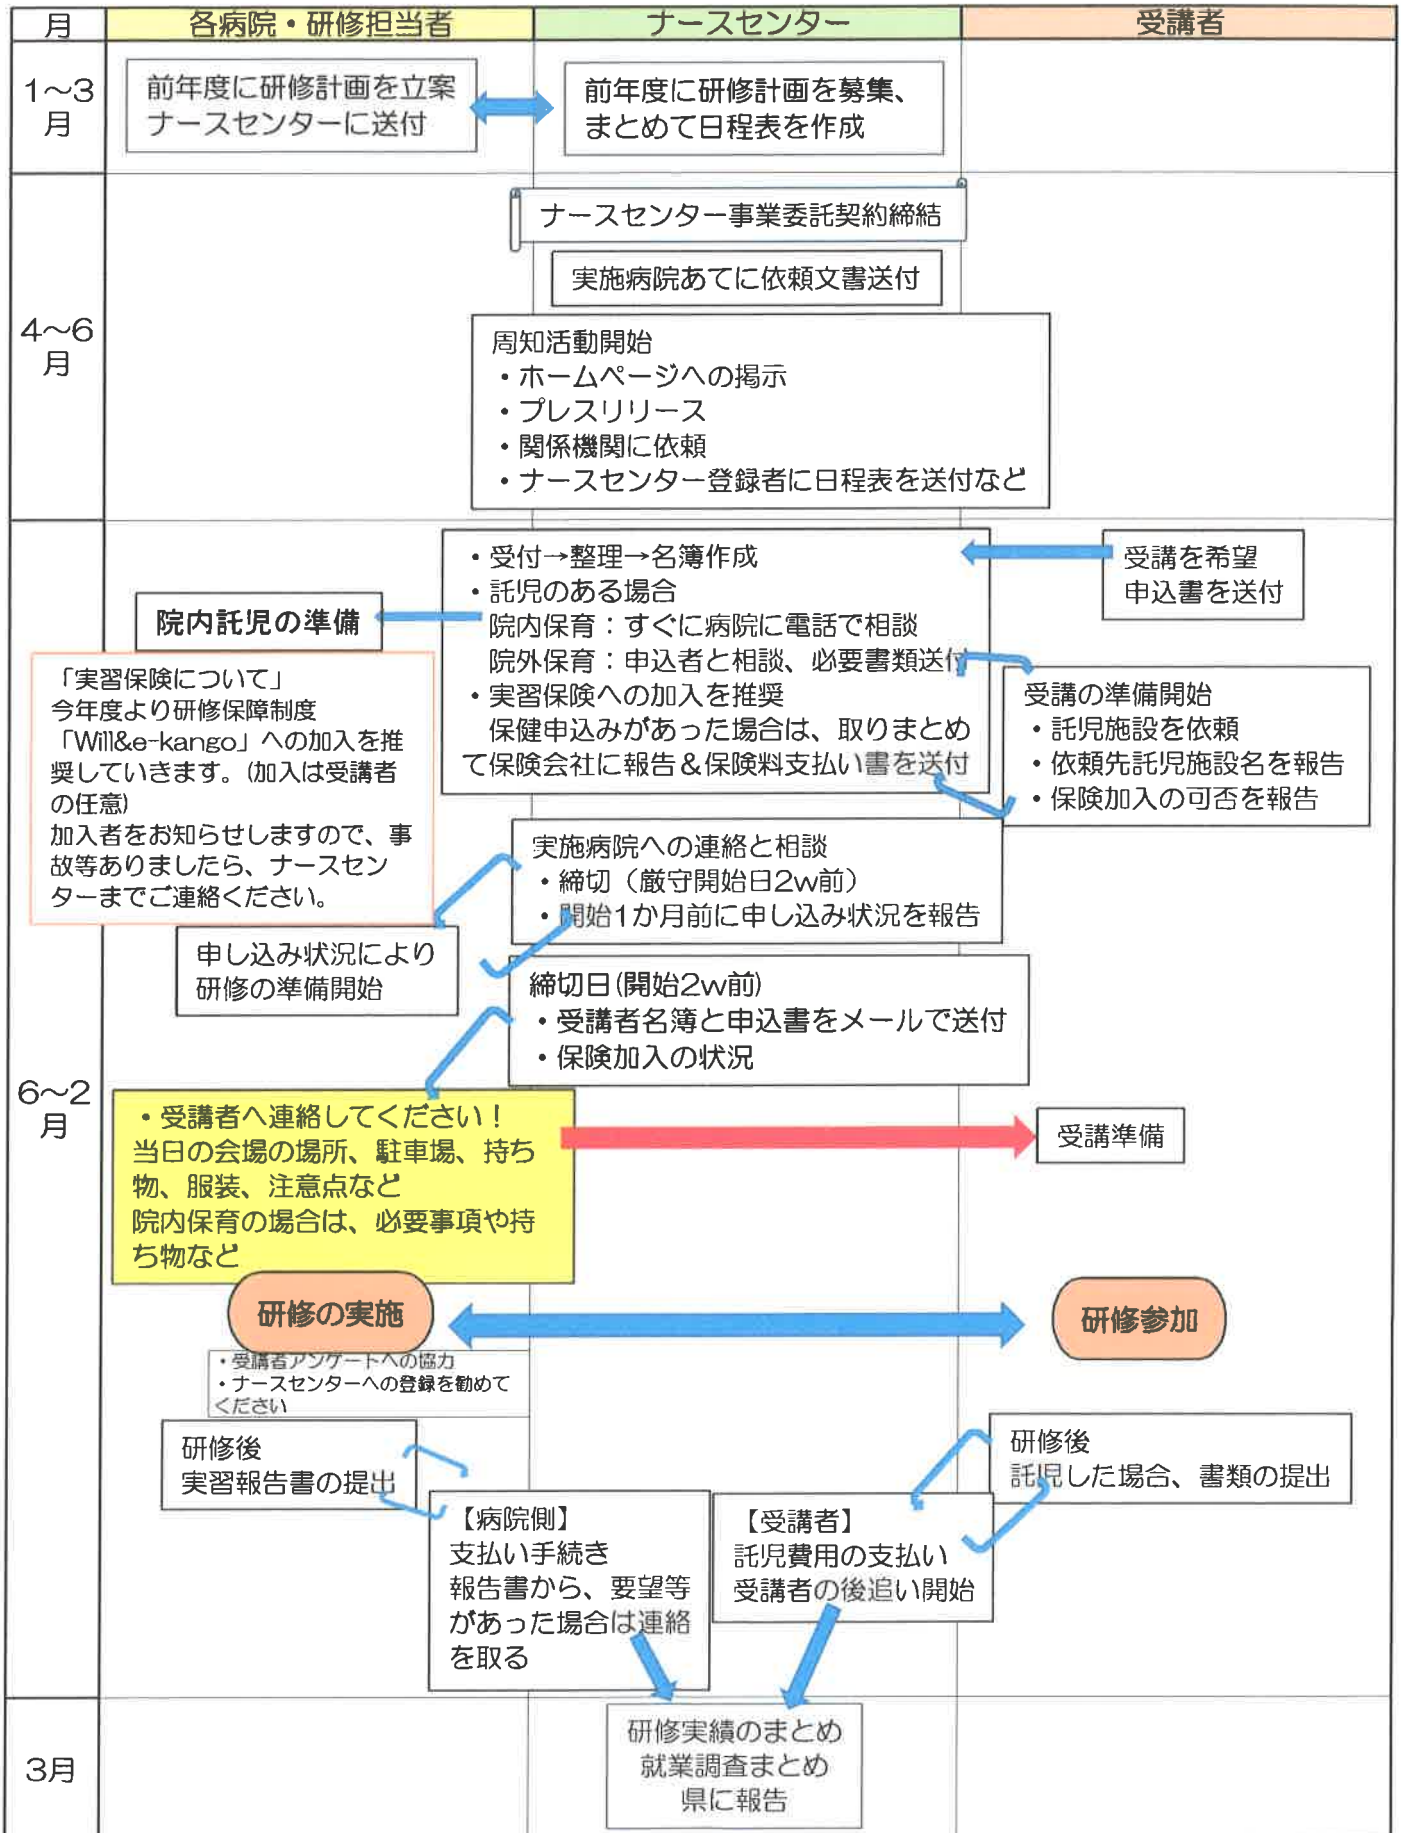 月
各病院・研修担当者
ナースセンター
受講者
1～3
月
前年度に研修計画を立案
ナースセンターに送付
前年度に研修計画を募集、
まとめて日程表を作成
4～6
月
ナースセンター事業委託契約締結
実施病院あてに依頼文書送付
周知活動開始
・ホームページへの掲示
・プレスリリース
・関係機関に依頼
・ナースセンター登録者に日程表を送付など
6～2
月
・受付→整理→名簿作成
・託児のある場合
院内保育：すぐに病院に電話で相談
院外保育：申込者と相談、必要書類送付
・実習保険への加入を推奨
保健申込みがあった場合は、取りまとめ
て保険会社に報告＆保険料支払い書を送付
受講を希望
申込書を送付
院内託児の準備
「実習保険について」
今年度より研修保障制度
「Will&e-kango」への加入を推
奨していきます。(加入は受講者
の任意)
加入者をお知らせしますので、事
故等ありましたら、ナースセン
ターまでご連絡ください。
受講の準備開始
・託児施設を依頼
・依頼先託児施設名を報告
・保険加入の可否を報告
実施病院への連絡と相談
・締切（厳守開始日2w前）
・開始1か月前に申し込み状況を報告
申し込み状況により
研修の準備開始
締切日(開始2w前)
・受講者名簿と申込書をメールで送付
・保険加入の状況
・受講者へ連絡してください！
当日の会場の場所、駐車場、持ち
物、服装、注意点など
院内保育の場合は、必要事項や持
ち物など
受講準備
研修の実施
研修参加
・受講者アンケートへの協力
・ナースセンターへの登録を勧めて
ください
研修後
実習報告書の提出
研修後
託児した場合、書類の提出
【病院側】
支払い手続き
報告書から、要望等
があった場合は連絡
を取る
【受講者】
託児費用の支払い
受講者の後追い開始
3月
研修実績のまとめ
就業調査まとめ
県に報告